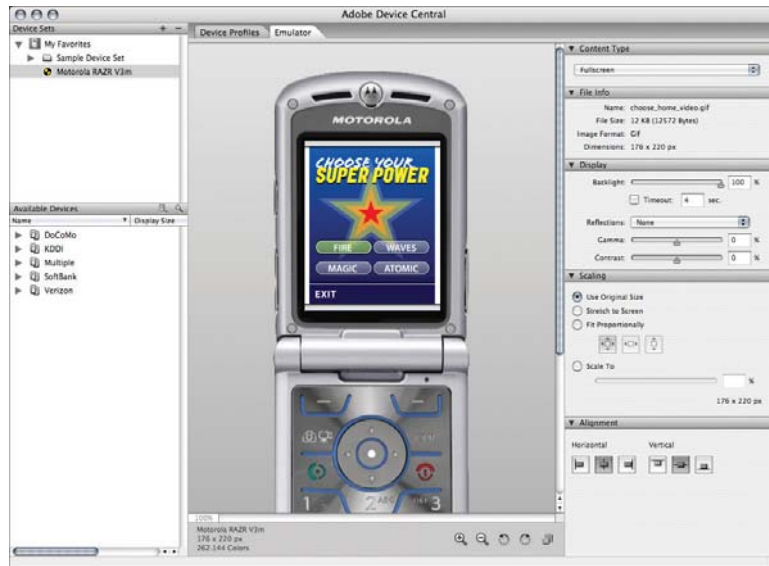 Adobe Device Central
Device Sets
+ −
My Favorites
Sample Device Set
Motorola RAZR V3m
Available Devices
Name
Display Size
DoCoMo
KDDI
Multiple
SoftBank
Verizon
Device Profiles
Emulator
MOTOROLA
CHOOSE YOUR
SUPER POWER
FIRE
WAVES
MAGIC
ATOMIC
EXIT
1
2 ABC
3
100%
Motorola RAZR V3m
176 x 220 px
262.144 Colors
Content Type
Fullscreen
File Info
Name: choose_home_video.gif
File Size: 12 KB (12572 Bytes)
Image Format: Gif
Dimensions: 176 x 220 px
Display
Backlight: 100 %
Timeout: 4 sec.
Reflections: None
Gamma: 0 %
Contrast: 0 %
Scaling
Use Original Size
Stretch to Screen
Fit Proportionally
Scale To
%
176 x 220 px
Alignment
Horizontal
Vertical